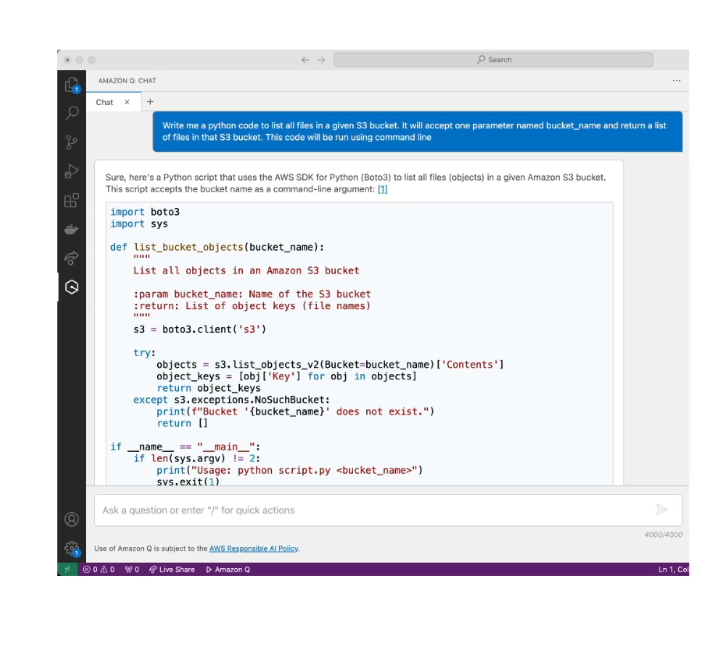 Search
AMAZON Q: CHAT
Chat
Write me a python code to list all files in a given S3 bucket. It will accept one parameter named bucket_name and return a list
of files in that S3 bucket. This code will be run using command line
Sure, here's a Python script that uses the AWS SDK for Python (Boto3) to list all files (objects) in a given Amazon S3 bucket.
This script accepts the bucket name as a command-line argument: [1]
import boto3
import sys
def list_bucket_objects(bucket_name):
"""
List all objects in an Amazon S3 bucket
:param bucket_name: Name of the S3 bucket
:return: List of object keys (file names)
"""
s3 = boto3.client('s3')
try:
objects = s3.list_objects_v2(Bucket=bucket_name)['Contents']
object_keys = [obj['Key'] for obj in objects]
return object_keys
except s3.exceptions.NoSuchBucket:
print(f"Bucket '{bucket_name}' does not exist.")
return []
if __name__ == "__main__":
if len(sys.argv) != 2:
print("Usage: python script.py <bucket_name>")
sys.exit(1)
Ask a question or enter "/" for quick actions
4000/4000
Use of Amazon Q is subject to the AWS Responsible AI Policy.
0 0 0 Live Share Amazon Q Ln 1, Col